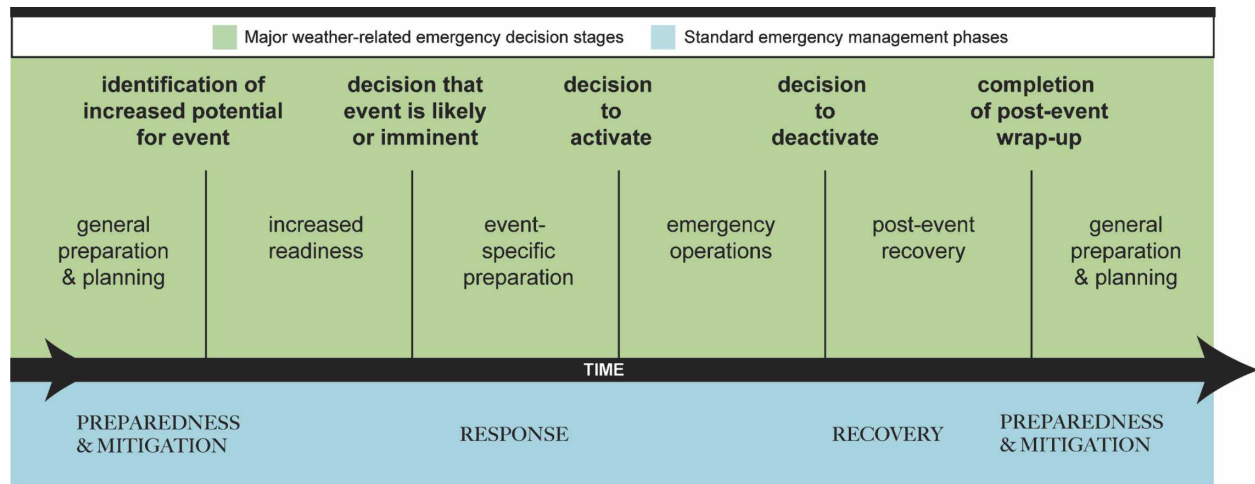 Major weather-related emergency decision stages
Standard emergency management phases
identification of
increased potential
for event
decision that
event is likely
or imminent
decision
to
activate
decision
to
deactivate
completion
of post-event
wrap-up
general
preparation
& planning
increased
readiness
event-
specific
preparation
emergency
operations
post-event
recovery
general
preparation
& planning
TIME
PREPAREDNESS
& MITIGATION
RESPONSE
RECOVERY
PREPAREDNESS
& MITIGATION